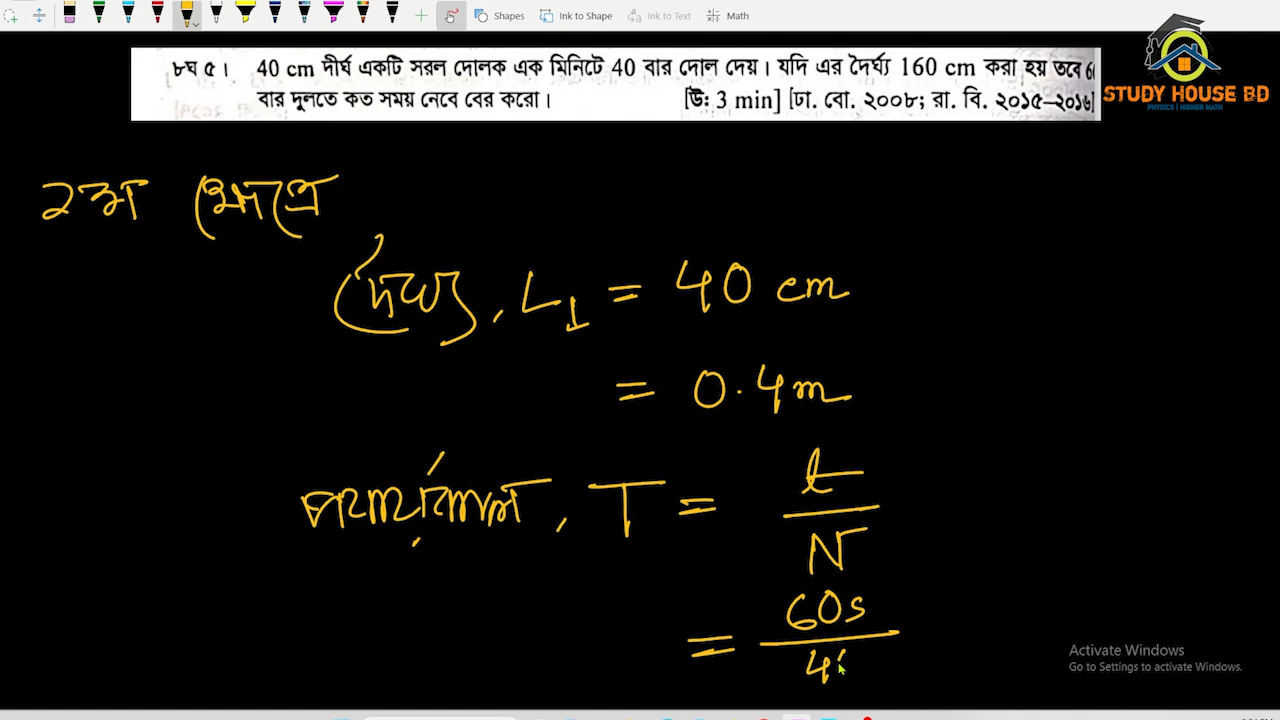 Shapes Ink to Shape Ink to Text Math
৮ঘ ৫। 40 cm দীর্ঘ একটি সরল দোলক এক মিনিটে 40 বার দোল দেয়। যদি এর দৈর্ঘ্য 160 cm করা হয় তবে 6
বার দুলতে কত সময় নেবে বের করো। [উ: 3 min] [ঢা. বো. ২০০৮; রা. বি. ২০১৫–২০১৬]
STUDY HOUSE BD
PHYSICS | HIGHER MATH
১ম ক্ষেত্রে
দৈর্ঘ্য, L₁ = 40 cm
= 0.4m
পর্যায়কাল, T = t
N
= 60s
4
Activate Windows
Go to Settings to activate Windows.